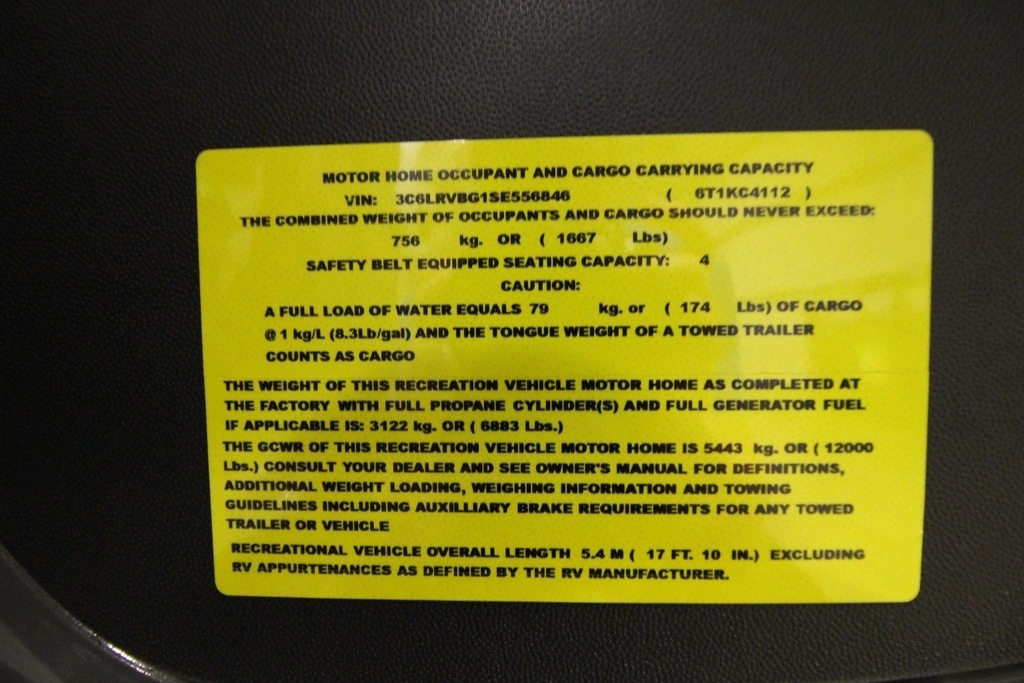 MOTOR HOME OCCUPANT AND CARGO CARRYING CAPACITY
VIN: 3C6LRVBG1SE556846 ( 6T1KC4112 )
THE COMBINED WEIGHT OF OCCUPANTS AND CARGO SHOULD NEVER EXCEED:
756 kg. OR ( 1667 Lbs)
SAFETY BELT EQUIPPED SEATING CAPACITY: 4
CAUTION:
A FULL LOAD OF WATER EQUALS 79 kg. or ( 174 Lbs) OF CARGO
@ 1 kg/L (8.3Lb/gal) AND THE TONGUE WEIGHT OF A TOWED TRAILER
COUNTS AS CARGO
THE WEIGHT OF THIS RECREATION VEHICLE MOTOR HOME AS COMPLETED AT
THE FACTORY WITH FULL PROPANE CYLINDER(S) AND FULL GENERATOR FUEL
IF APPLICABLE IS: 3122 kg. OR ( 6883 Lbs.)
THE GCWR OF THIS RECREATION VEHICLE MOTOR HOME IS 5443 kg. OR ( 12000
Lbs.) CONSULT YOUR DEALER AND SEE OWNER'S MANUAL FOR DEFINITIONS,
ADDITIONAL WEIGHT LOADING, WEIGHING INFORMATION AND TOWING
GUIDELINES INCLUDING AUXILLIARY BRAKE REQUIREMENTS FOR ANY TOWED
TRAILER OR VEHICLE
RECREATIONAL VEHICLE OVERALL LENGTH 5.4 M ( 17 FT. 10 IN.) EXCLUDING
RV APPURTENANCES AS DEFINED BY THE RV MANUFACTURER.